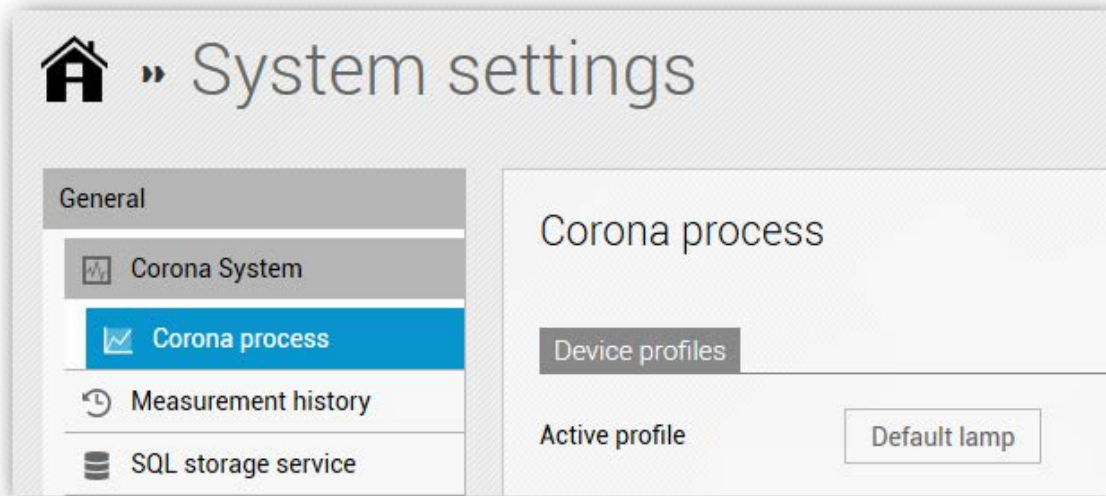 » System settings
General
Corona System
Corona process
Measurement history
SQL storage service
Corona process
Device profiles
Active profile
Default lamp